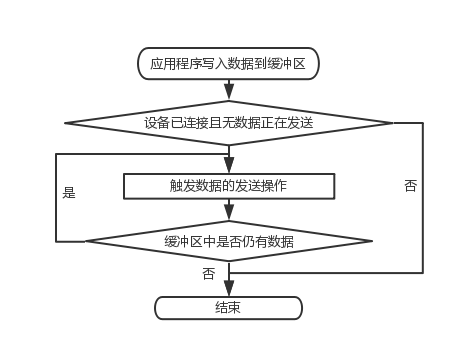 应用程序写入数据到缓冲区
设备已连接且无数据正在发送
是
否
触发数据的发送操作
缓冲区中是否仍有数据
否
结束